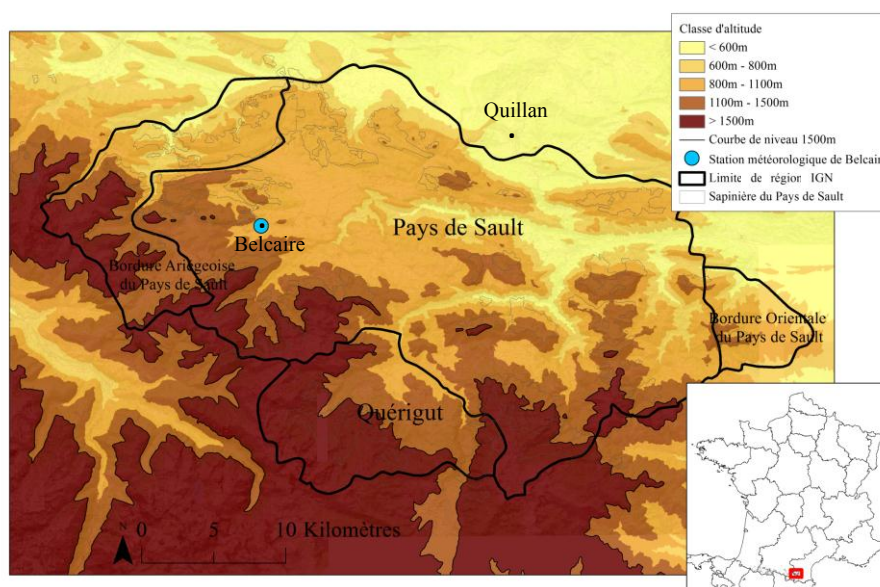 Classe d'altitude
< 600m
600m - 800m
800m - 1100m
1100m - 1500m
> 1500m
Courbe de niveau 1500m
Station météorologique de Belcaire
Limite de région IGN
Sapinière du Pays de Sault
Quillan
Pays de Sault
Belcaire
Bordure Ariégeoise
du Pays de Sault
Bordure Orientale
du Pays de Sault
Quérigut
N
0 5 10 Kilomètres